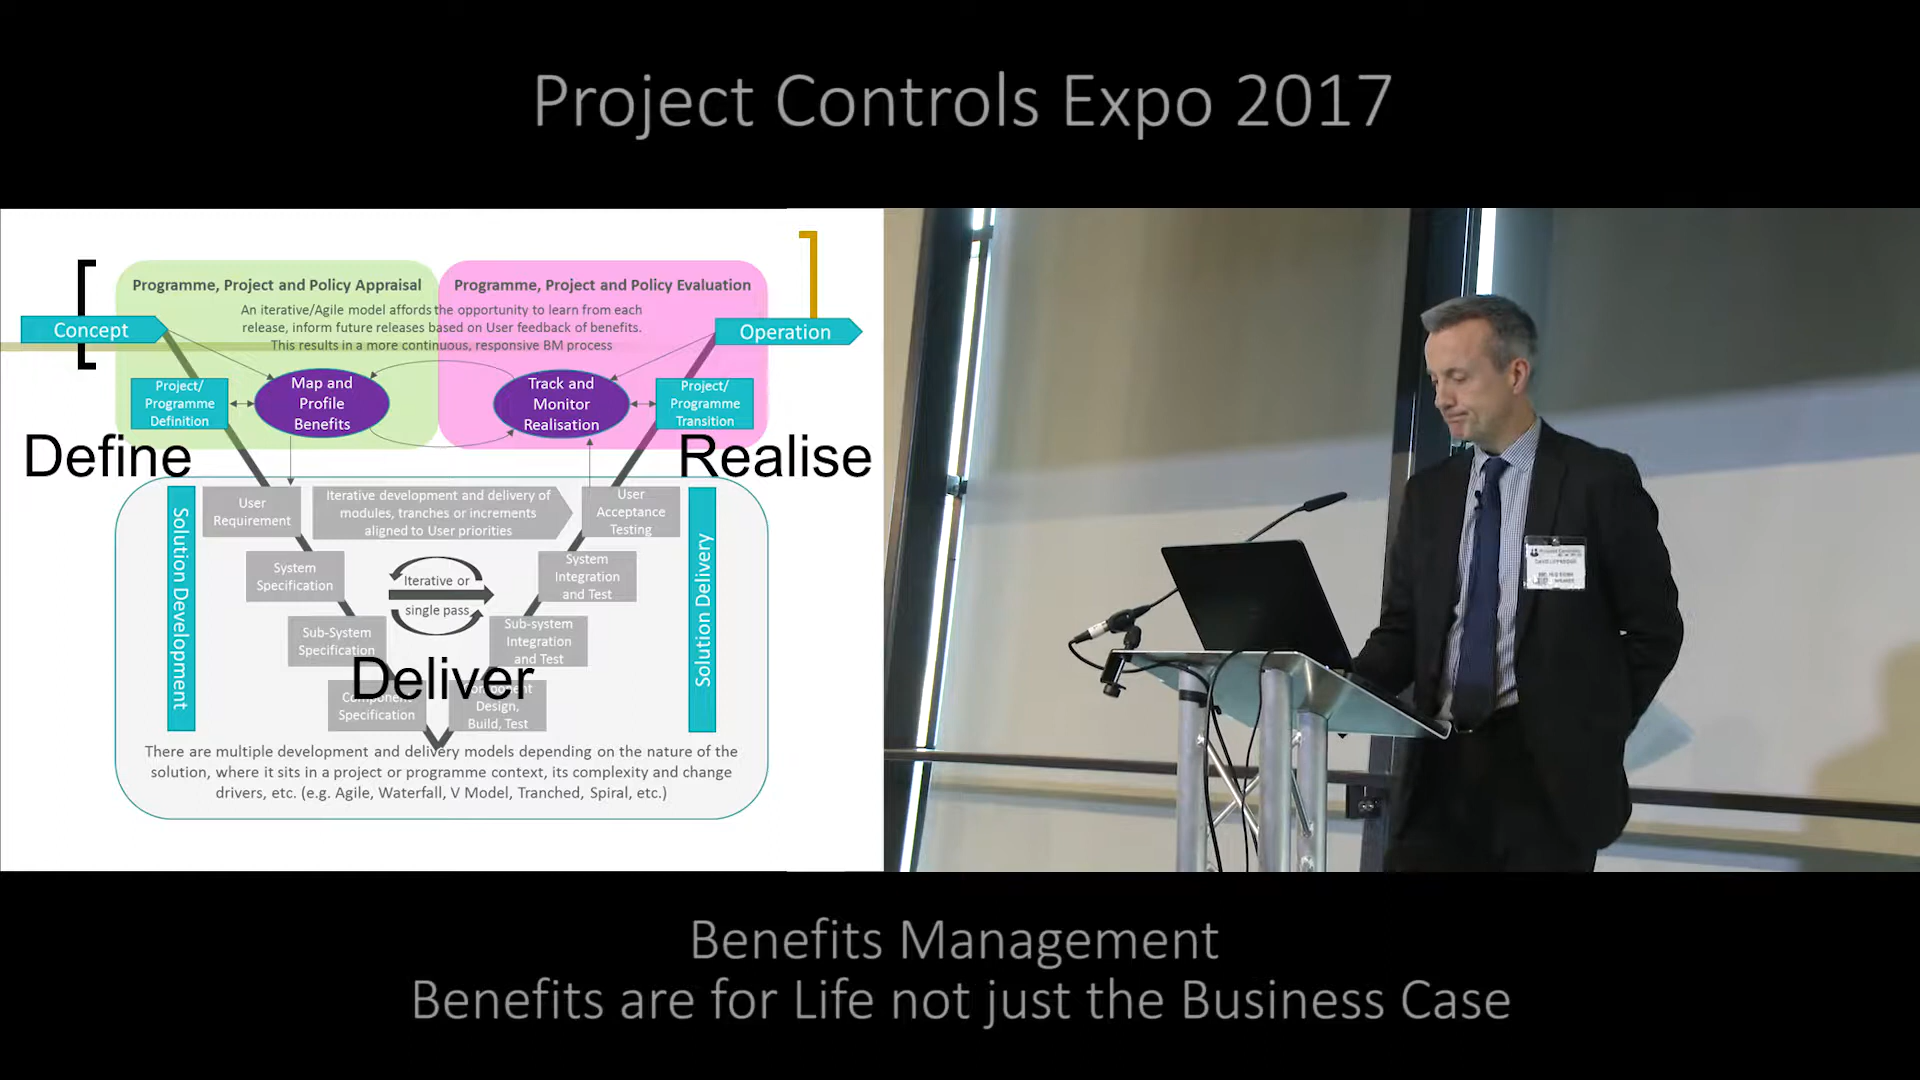 Project Controls Expo 2017
Programme, Project and Policy Appraisal
Programme, Project and Policy Evaluation
An iterative/Agile model affords the opportunity to learn from each
release, inform future releases based on User feedback of benefits.
This results in a more continuous, responsive BM process
Concept
Operation
Project/
Programme
Definition
Map and
Profile
Benefits
Track and
Monitor
Realisation
Project/
Programme
Transition
Define
Realise
Solution Development
User
Requirement
Iterative development and delivery of
modules, tranches or increments
aligned to User priorities
User
Acceptance
Testing
Solution Delivery
System
Specification
Iterative or
single pass
System
Integration
and Test
Sub-System
Specification
Sub-system
Integration
and Test
Deliver
Component
Specification
Component
Design,
Build, Test
There are multiple development and delivery models depending on the nature of the
solution, where it sits in a project or programme context, its complexity and change
drivers, etc. (e.g. Agile, Waterfall, V Model, Tranched, Spiral, etc.)
Benefits Management
Benefits are for Life not just the Business Case